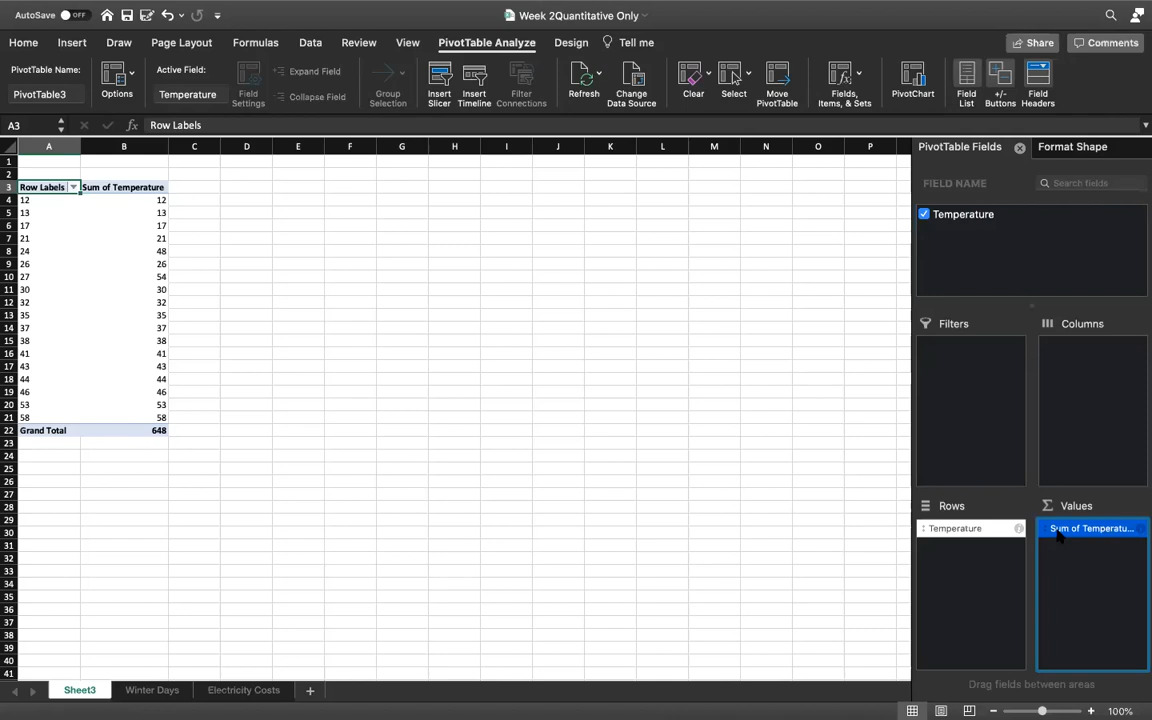 AutoSave OFF Week 2Quantitative Only
Home Insert Draw Page Layout Formulas Data Review View PivotTable Analyze Design Tell me Share Comments
PivotTable Name: PivotTable3 Options Active Field: Temperature Field Settings Expand Field Collapse Field Group Selection Insert Slicer Insert Timeline Filter Connections Refresh Change Data Source Clear Select Move PivotTable Fields, Items, & Sets PivotChart Field List +/- Buttons Field Headers
A3 fx Row Labels
A B C D E F G H I J K L M N O P
1
2
3 Row Labels Sum of Temperature
4 12 12
5 13 13
6 17 17
7 21 21
8 24 48
9 26 26
10 27 54
11 30 30
12 32 32
13 35 35
14 37 37
15 38 38
16 41 41
17 43 43
18 44 44
19 46 46
20 53 53
21 58 58
22 Grand Total 648
23
24
25
26
27
28
29
30
31
32
33
34
35
36
37
38
39
40
41
PivotTable Fields Format Shape
FIELD NAME Search fields
Temperature
Filters Columns
Rows Σ Values
Temperature Sum of Temperatu...
Drag fields between areas
Sheet3 Winter Days Electricity Costs +
100%